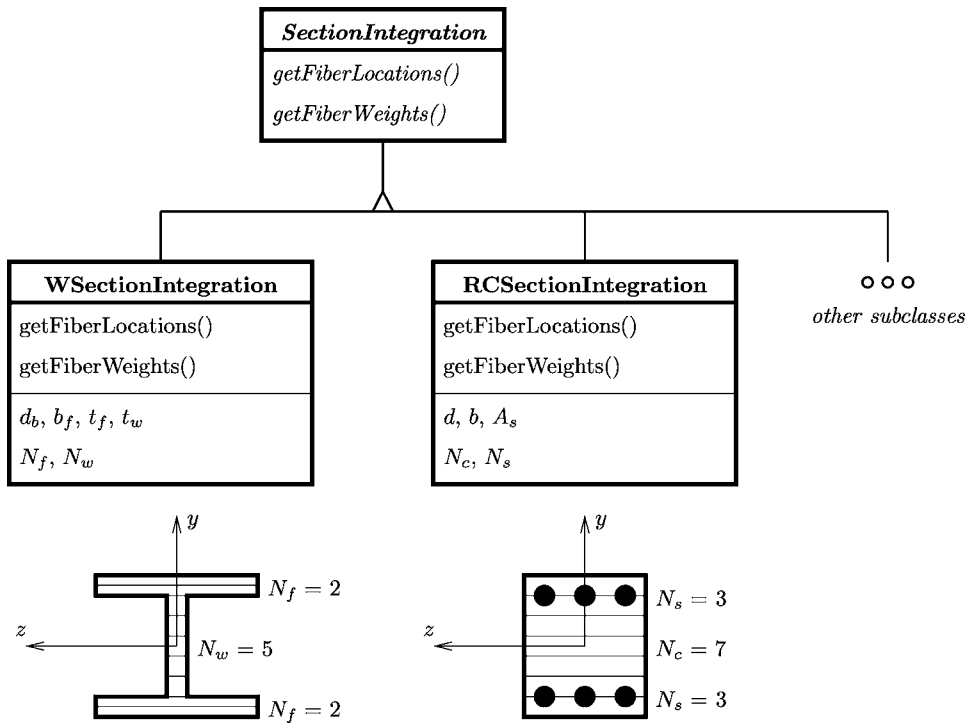 SectionIntegration
getFiberLocations()
getFiberWeights()
WSectionIntegration
getFiberLocations()
getFiberWeights()
d_b, b_f, t_f, t_w
N_f, N_w
RCSectionIntegration
getFiberLocations()
getFiberWeights()
d, b, A_s
N_c, N_s
other subclasses
y
N_f = 2
z
N_w = 5
N_f = 2
y
N_s = 3
z
N_c = 7
N_s = 3